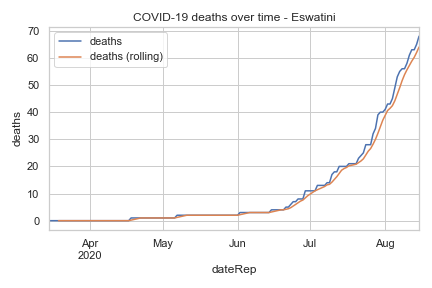 COVID-19 deaths over time - Eswatini
deaths
deaths (rolling)
70
60
50
40
30
20
10
0
deaths
Apr
2020
May
Jun
Jul
Aug
dateRep